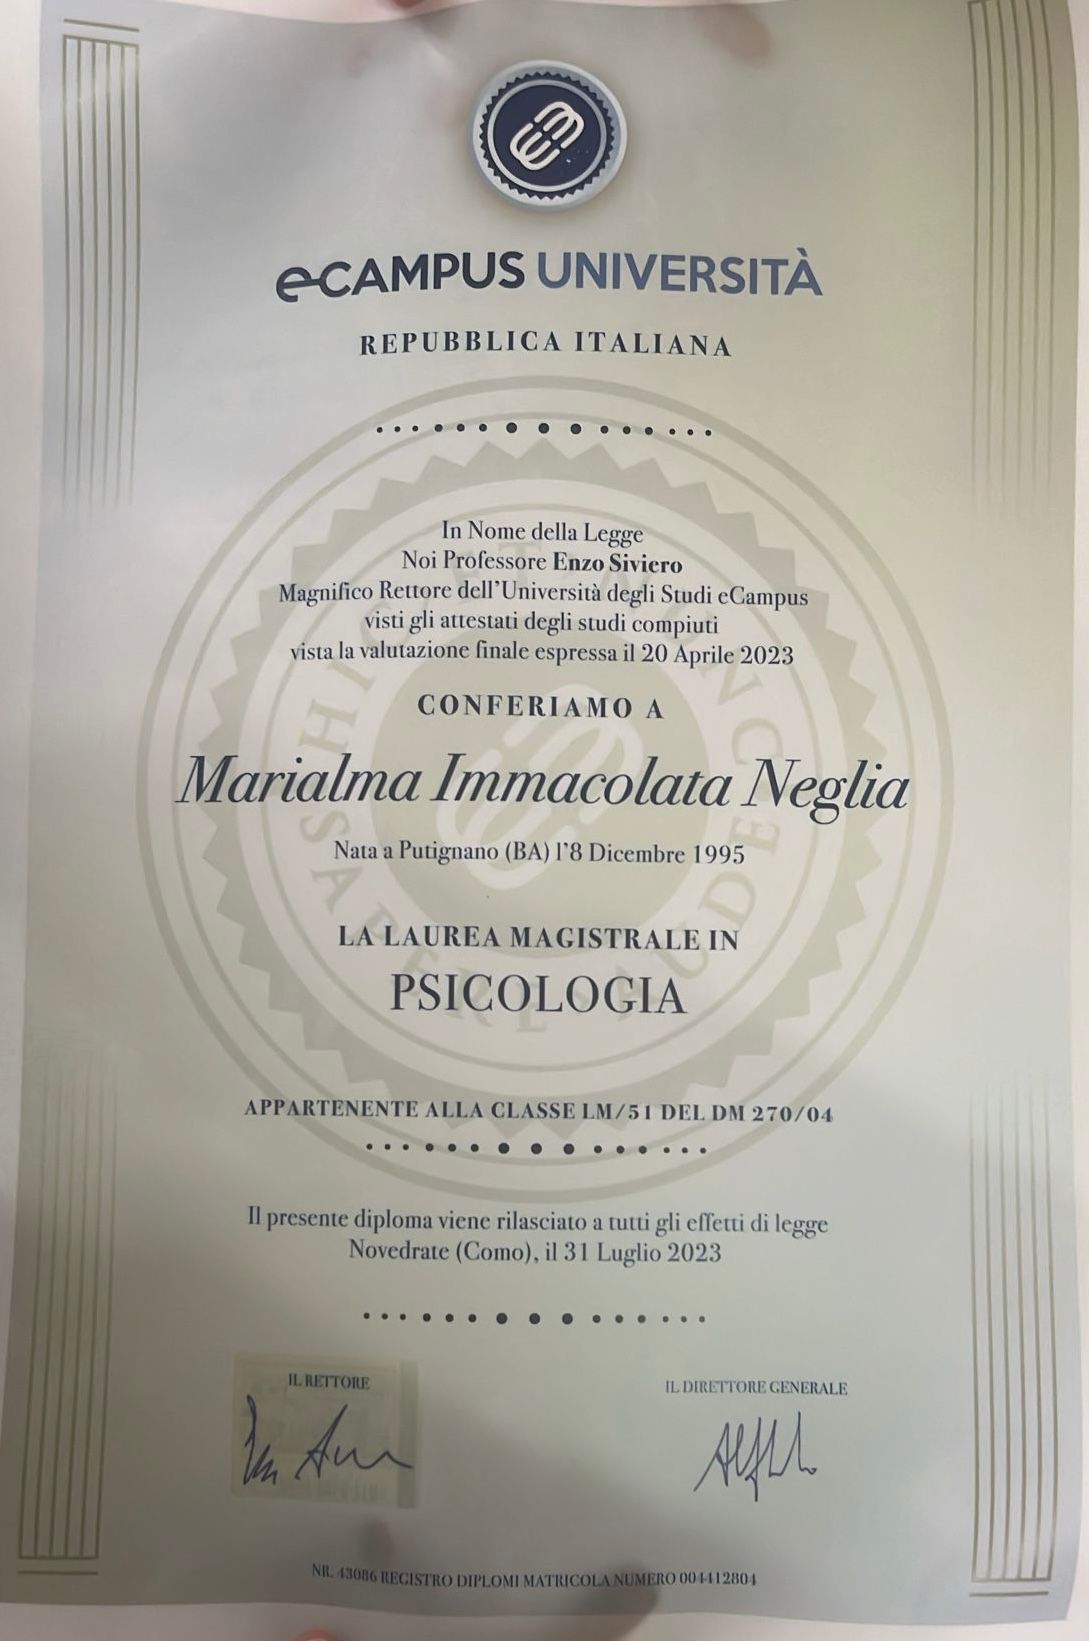 eCAMPUS UNIVERSITÀ
REPUBBLICA ITALIANA
In Nome della Legge
Noi Professore Enzo Siviero
Magnifico Rettore dell'Università degli Studi eCampus
visti gli attestati degli studi compiuti
vista la valutazione finale espressa il 20 Aprile 2023
CONFERIAMO A
Marialma Immacolata Neglia
Nata a Putignano (BA) l'8 Dicembre 1995
LA LAUREA MAGISTRALE IN
PSICOLOGIA
APPARTENENTE ALLA CLASSE LM/51 DEL DM 270/04
Il presente diploma viene rilasciato a tutti gli effetti di legge
Novedrate (Como), il 31 Luglio 2023
IL RETTORE
IL DIRETTORE GENERALE
NR. 43086 REGISTRO DIPLOMI MATRICOLA NUMERO 004412804